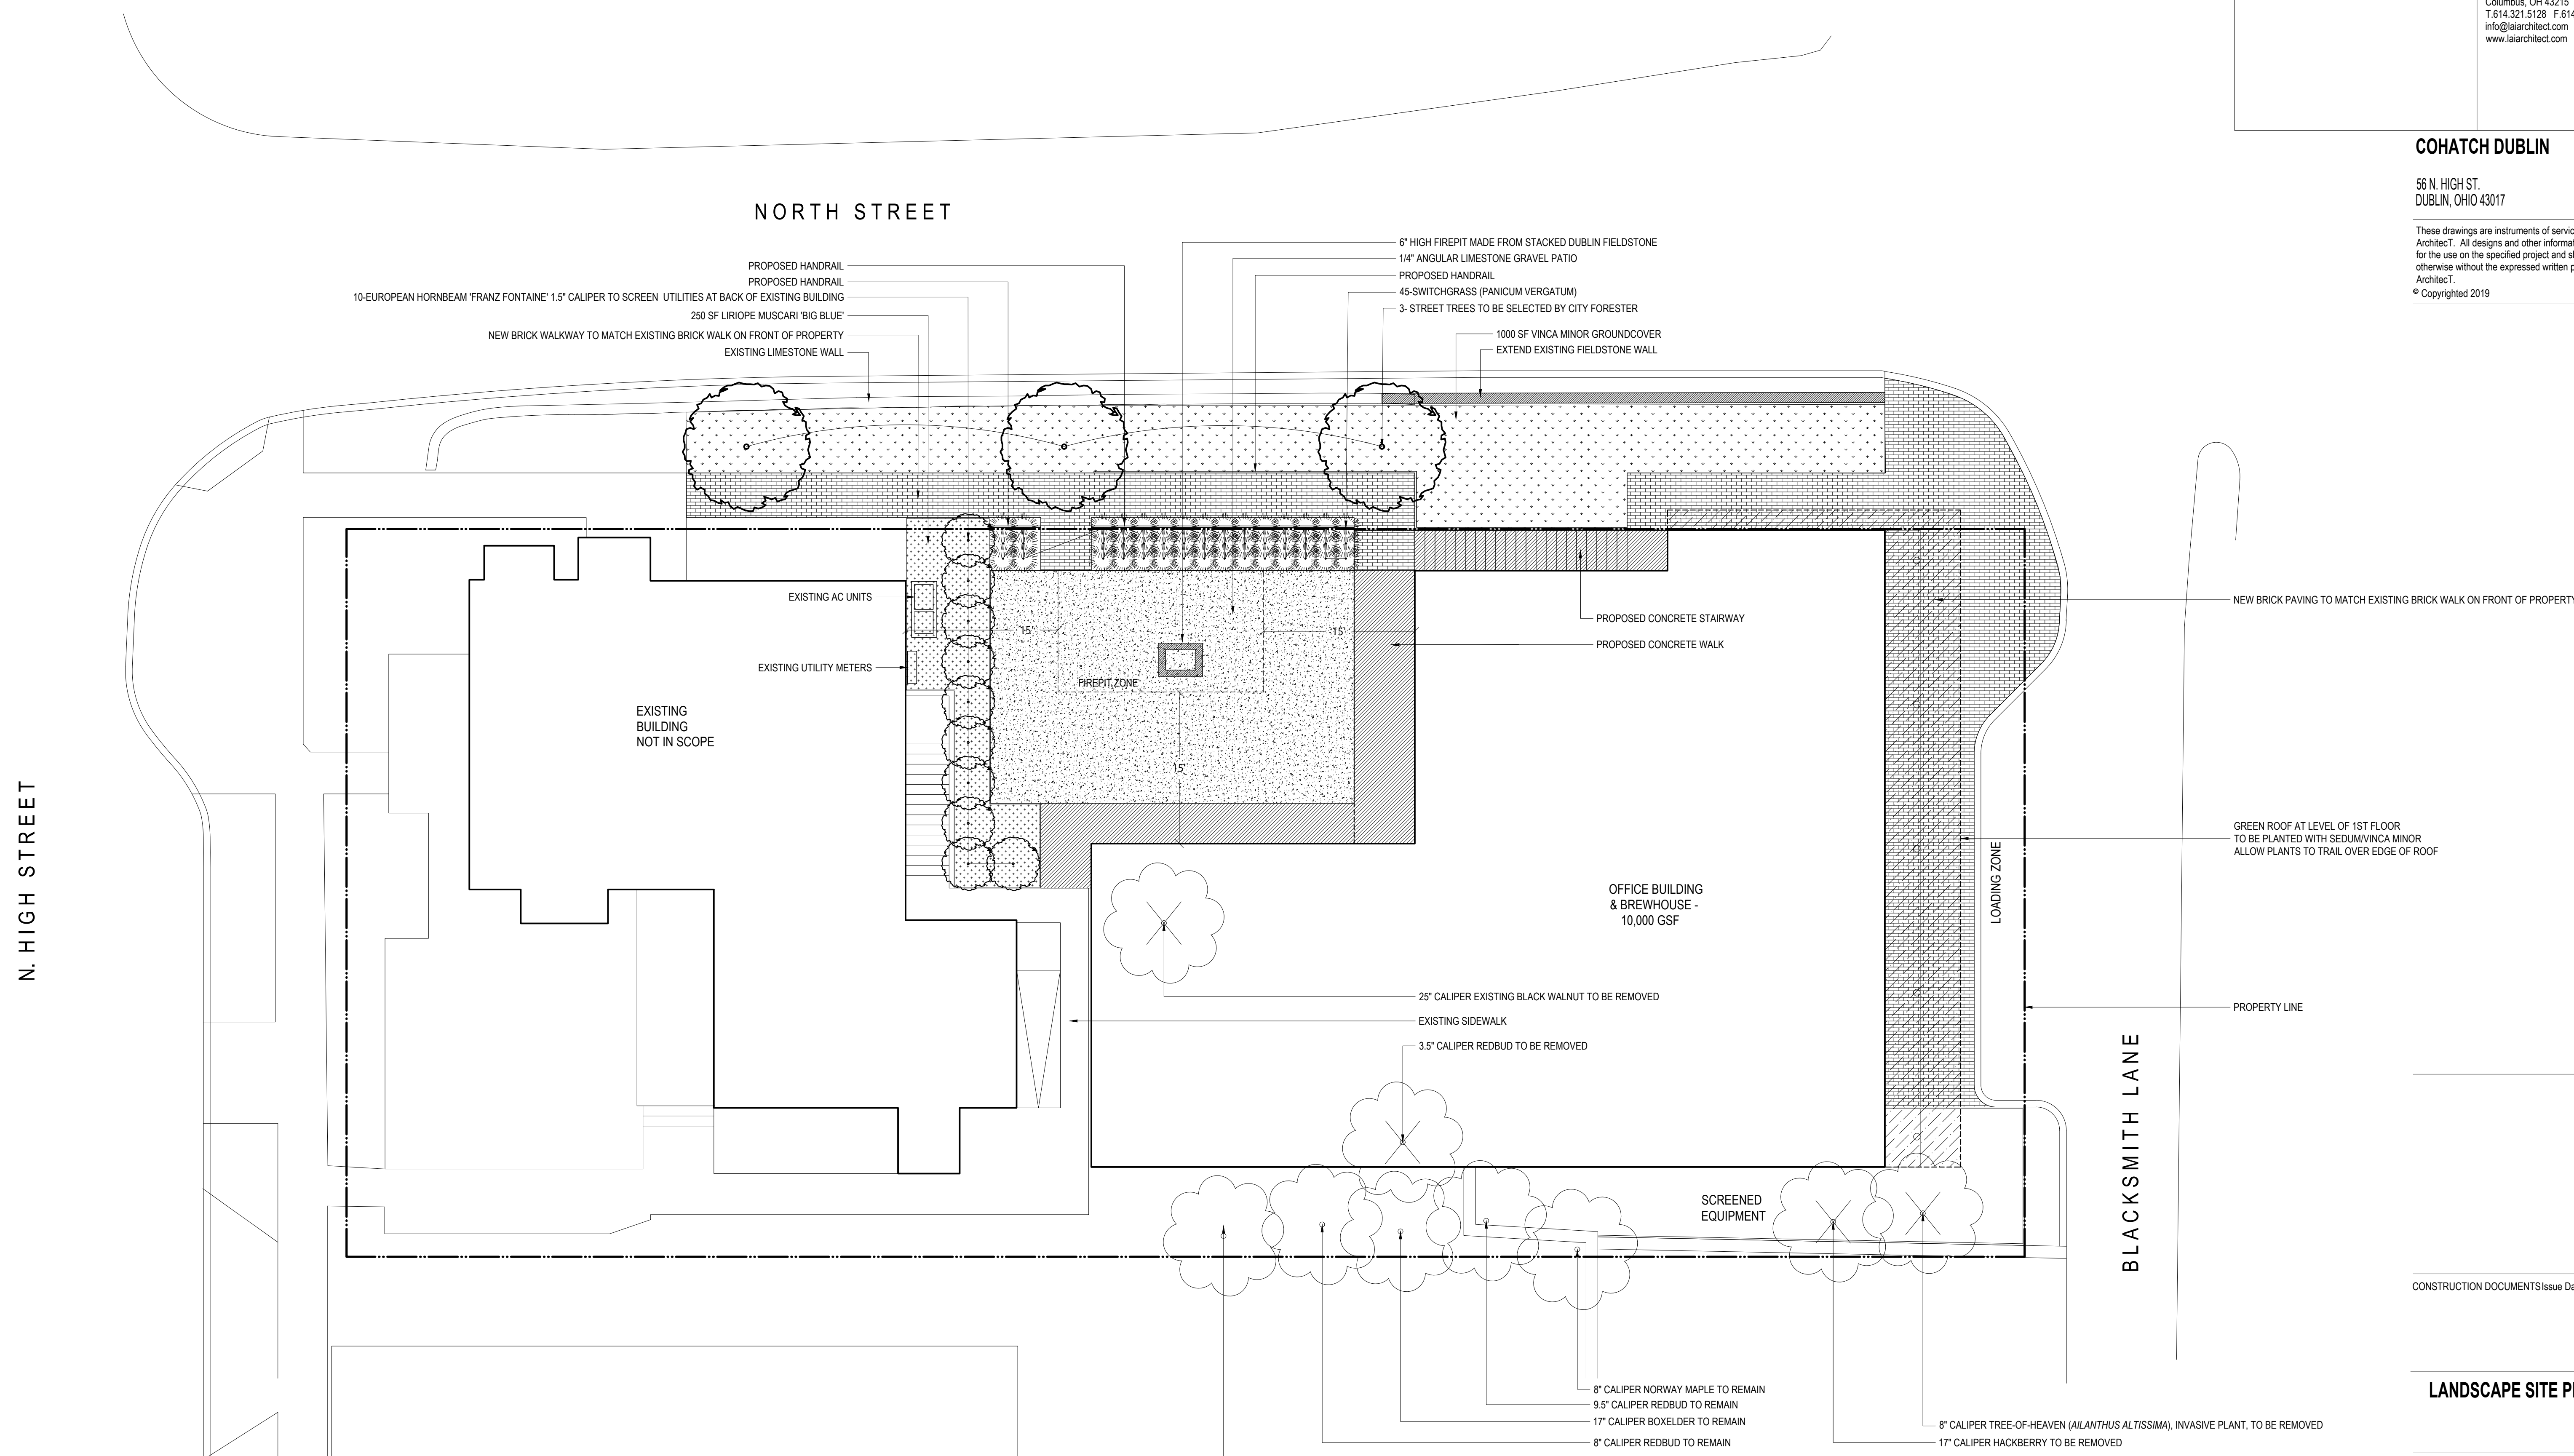 Columbus, OH 43215
T.614.321.5128 F.614
info@laiarchitect.com
www.laiarchitect.com
COHATCH DUBLIN
56 N. HIGH ST.
DUBLIN, OHIO 43017
These drawings are instruments of servic
ArchitecT. All designs and other informat
for the use on the specified project and sh
otherwise without the expressed written p
ArchitecT.
© Copyrighted 2019
NORTH STREET
PROPOSED HANDRAIL
PROPOSED HANDRAIL
10-EUROPEAN HORNBEAM 'FRANZ FONTAINE' 1.5" CALIPER TO SCREEN UTILITIES AT BACK OF EXISTING BUILDING
250 SF LIRIOPE MUSCARI 'BIG BLUE'
NEW BRICK WALKWAY TO MATCH EXISTING BRICK WALK ON FRONT OF PROPERTY
EXISTING LIMESTONE WALL
6" HIGH FIREPIT MADE FROM STACKED DUBLIN FIELDSTONE
1/4" ANGULAR LIMESTONE GRAVEL PATIO
PROPOSED HANDRAIL
45-SWITCHGRASS (PANICUM VERGATUM)
3- STREET TREES TO BE SELECTED BY CITY FORESTER
1000 SF VINCA MINOR GROUNDCOVER
EXTEND EXISTING FIELDSTONE WALL
EXISTING AC UNITS
EXISTING UTILITY METERS
15'
15'
FIREPIT ZONE
15'
PROPOSED CONCRETE STAIRWAY
PROPOSED CONCRETE WALK
NEW BRICK PAVING TO MATCH EXISTING BRICK WALK ON FRONT OF PROPERTY
EXISTING
BUILDING
NOT IN SCOPE
N. HIGH STREET
GREEN ROOF AT LEVEL OF 1ST FLOOR
TO BE PLANTED WITH SEDUM/VINCA MINOR
ALLOW PLANTS TO TRAIL OVER EDGE OF ROOF
LOADING ZONE
OFFICE BUILDING
& BREWHOUSE -
10,000 GSF
25" CALIPER EXISTING BLACK WALNUT TO BE REMOVED
EXISTING SIDEWALK
3.5" CALIPER REDBUD TO BE REMOVED
PROPERTY LINE
BLACKSMITH LANE
SCREENED
EQUIPMENT
8" CALIPER NORWAY MAPLE TO REMAIN
9.5" CALIPER REDBUD TO REMAIN
17" CALIPER BOXELDER TO REMAIN
8" CALIPER REDBUD TO REMAIN
8" CALIPER TREE-OF-HEAVEN (AILANTHUS ALTISSIMA), INVASIVE PLANT, TO BE REMOVED
17" CALIPER HACKBERRY TO BE REMOVED
CONSTRUCTION DOCUMENTS Issue Da
LANDSCAPE SITE PL